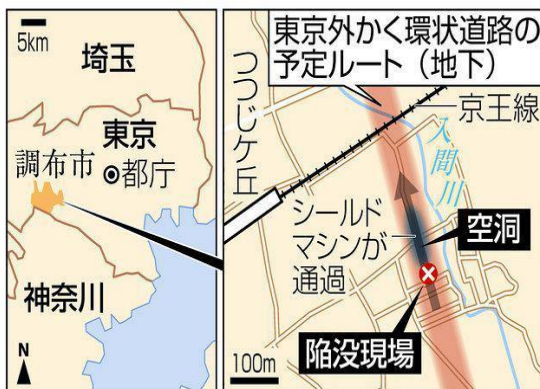 5km
埼玉
東京
調布市
都庁
神奈川
N
東京外かく環状道路の
予定ルート（地下）
つつじケ丘
京王線
入間川
シールド
マシンが
通過
空洞
陥没現場
100m